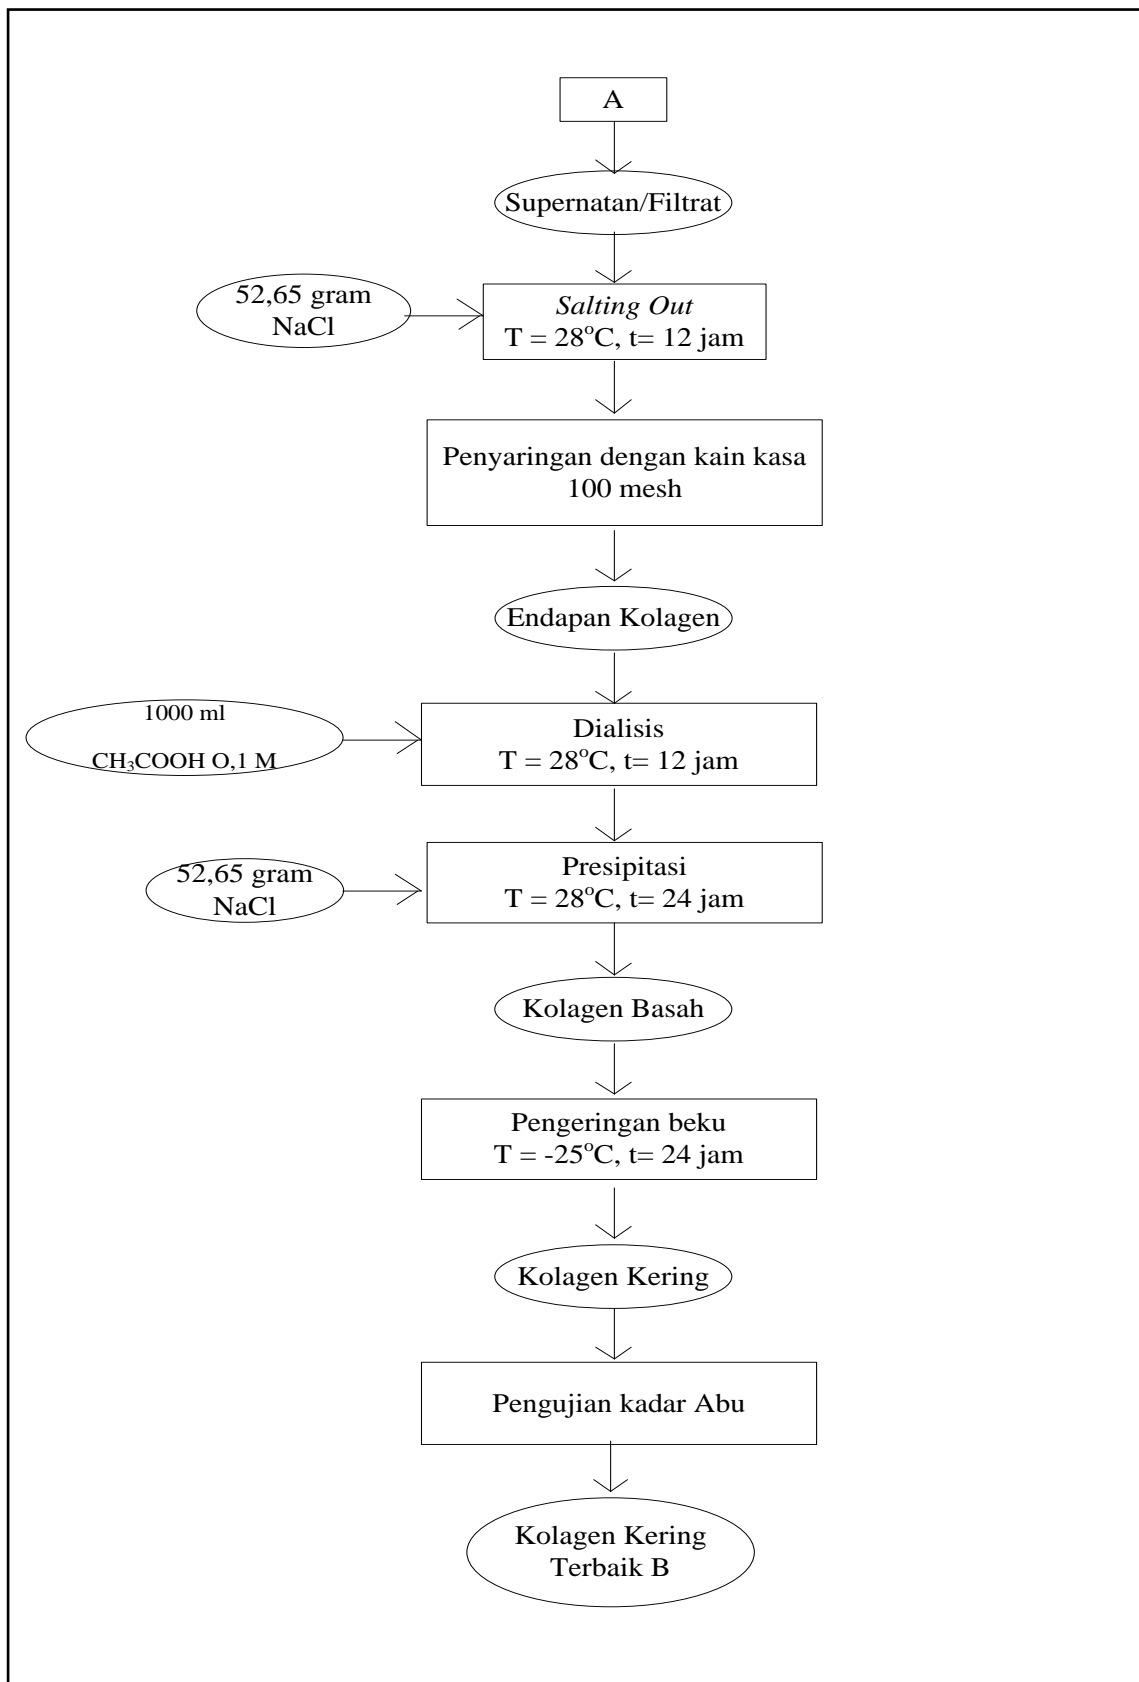 A
Supernatan/Filtrat
52,65 gram
NaCl
Salting Out
T = 28°C, t= 12 jam
Penyaringan dengan kain kasa
100 mesh
Endapan Kolagen
1000 ml
CH₃COOH O,1 M
Dialisis
T = 28°C, t= 12 jam
52,65 gram
NaCl
Presipitasi
T = 28°C, t= 24 jam
Kolagen Basah
Pengeringan beku
T = -25°C, t= 24 jam
Kolagen Kering
Pengujian kadar Abu
Kolagen Kering
Terbaik B